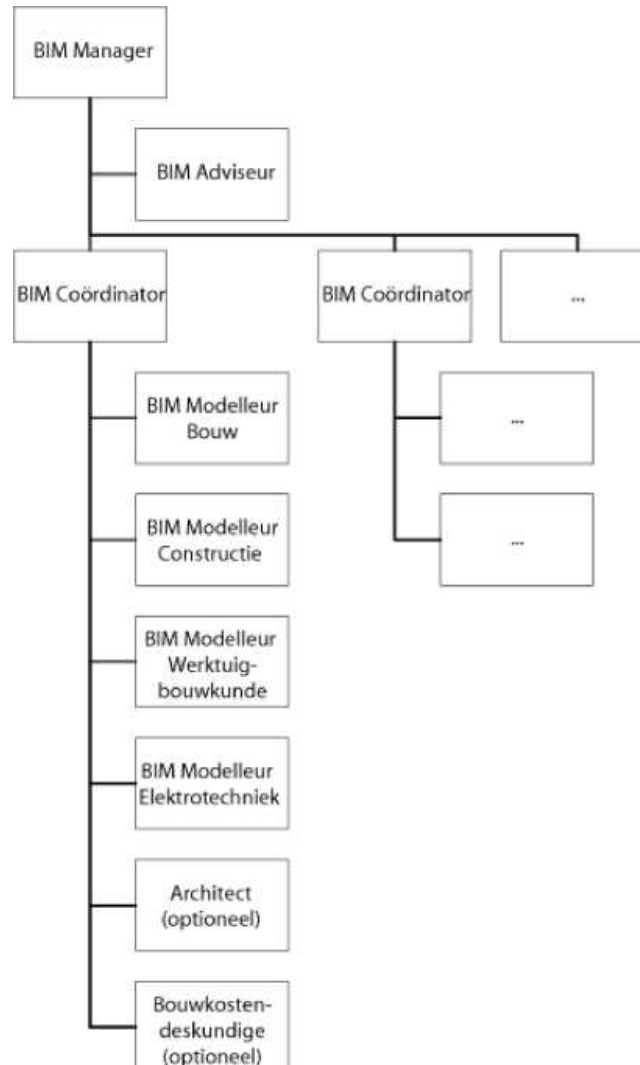 BIM Manager
BIM Adviseur
BIM Coördinator
BIM Coördinator
...
BIM Modelleur
Bouw
...
BIM Modelleur
Constructie
...
BIM Modelleur
Werktuig-
bouwkunde
BIM Modelleur
Elektrotechniek
Architect
(optioneel)
Bouwkosten-
deskundige
(optioneel)